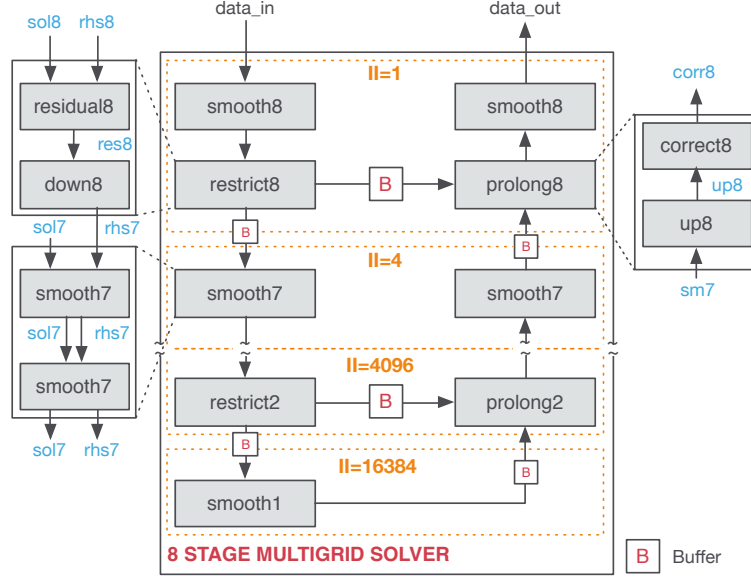 data_in
data_out
sol8
rhs8
residual8
res8
down8
sol7
rhs7
smooth7
sol7
rhs7
smooth7
sol7
rhs7
II=1
smooth8
smooth8
restrict8
B
prolong8
B
B
II=4
smooth7
smooth7
II=4096
restrict2
B
prolong2
B
B
II=16384
smooth1
8 STAGE MULTIGRID SOLVER
corr8
correct8
up8
up8
sm7
B
Buffer